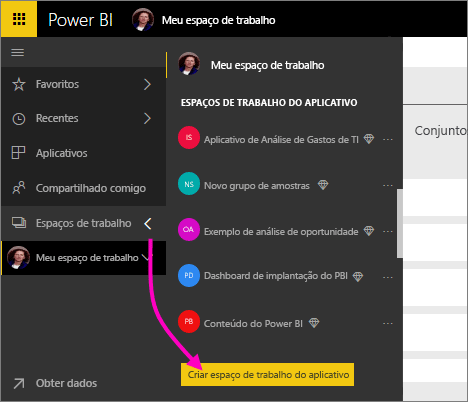 Power BI
Meu espaço de trabalho
Meu espaço de trabalho
Favoritos
ESPAÇOS DE TRABALHO DO APLICATIVO
Recentes
IS Aplicativo de Análise de Gastos de TI ...
Conjunto
Aplicativos
Compartilhado comigo
NS Novo grupo de amostras ...
Espaços de trabalho
OA Exemplo de análise de oportunidade ...
Meu espaço de trabalho
PD Dashboard de implantação do PBI ...
PB Conteúdo do Power BI ...
Criar espaço de trabalho do aplicativo
Obter dados